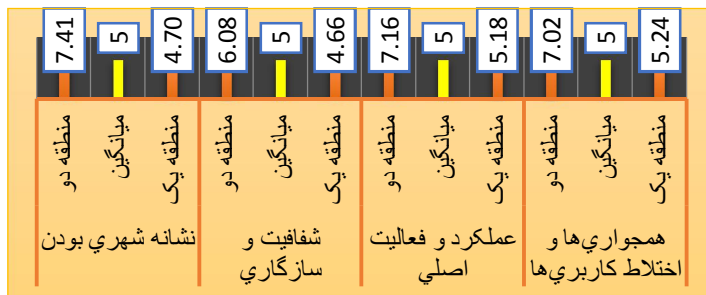 5.24 5 7.02 5.18 5 7.16 4.66 5 6.08 4.70 5 7.41
منطقه یک میانگین منطقه دو منطقه یک میانگین منطقه دو منطقه یک میانگین منطقه دو منطقه یک میانگین منطقه دو
همجواري‌ها و اختلاط کاربري‌ها
عملکرد و فعالیت اصلي
شفافیت و سازگاري
نشانه شهري بودن